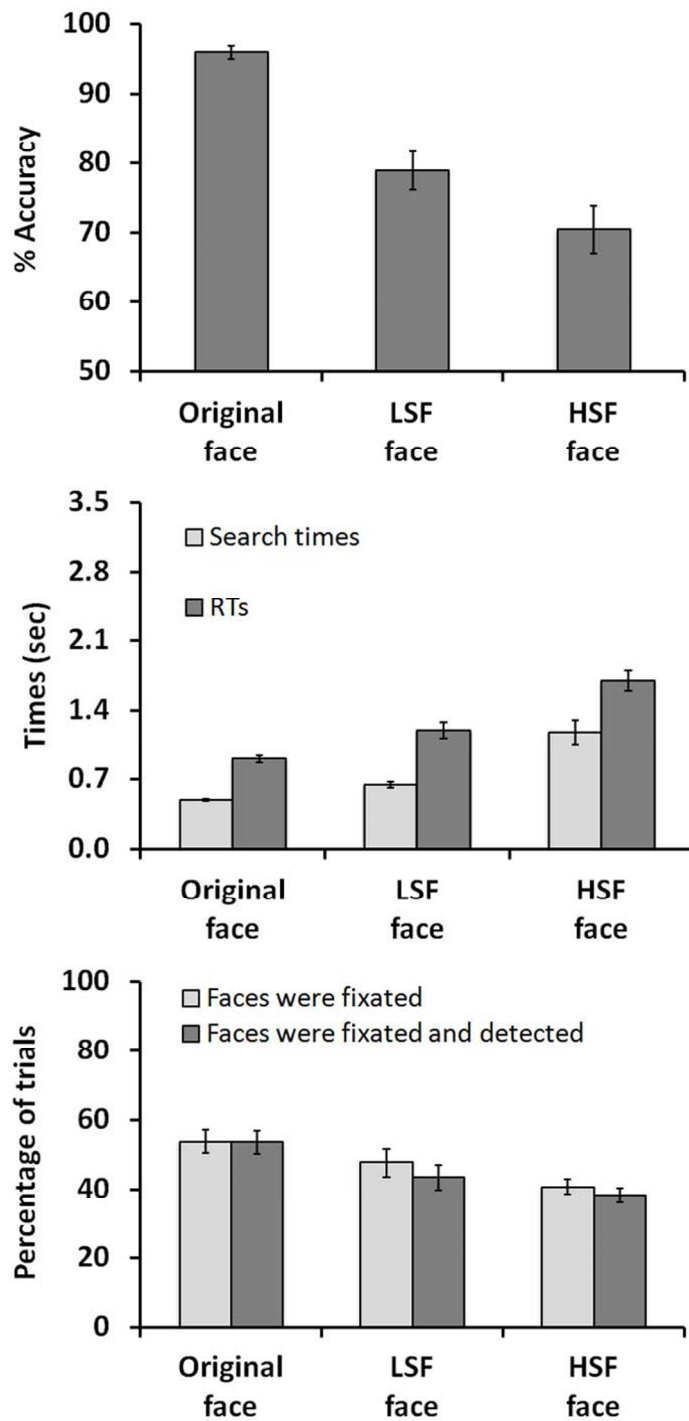 % Accuracy
100
90
80
70
60
50
Original face
LSF face
HSF face
Times (sec)
3.5
2.8
2.1
1.4
0.7
0.0
Search times
RTs
Original face
LSF face
HSF face
Percentage of trials
100
80
60
40
20
0
Faces were fixated
Faces were fixated and detected
Original face
LSF face
HSF face